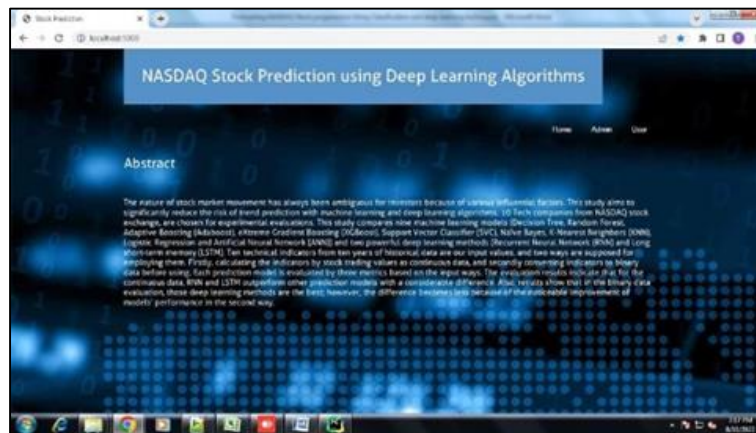 Stock Prediction
localhost:5000
NASDAQ Stock Prediction using Deep Learning Algorithms
Home Admin User
Abstract
The nature of stock market movement has always been ambiguous for investors because of various influential factors. This study aims to
significantly reduce the risk of trend prediction with machine learning and deep learning algorithms. 10 Tech companies from NASDAQ stock
exchange, are chosen for experimental evaluations. This study compares nine machine learning models (Decision Tree, Random Forest,
Adaptive Boosting (Adaboost), eXtreme Gradient Boosting (XGBoost), Support Vector Classifier (SVC), Naïve Bayes, K-Nearest Neighbors (KNN),
Logistic Regression and Artificial Neural Network (ANN)) and two powerful deep learning methods (Recurrent Neural Network (RNN) and Long
short-term memory (LSTM). Ten technical indicators from ten years of historical data are our input values, and two ways are supposed for
employing them. Firstly, calculating the indicators by stock trading values as continuous data, and secondly converting indicators to binary
data before using. Each prediction model is evaluated by three metrics based on the input ways. The evaluation results indicate that for the
continuous data, RNN and LSTM outperform other prediction models with a considerable difference. Also, results show that in the binary data
evaluation, those deep learning methods are the best; however, the difference becomes less because of the noticeable improvement of
models' performance in the second way.